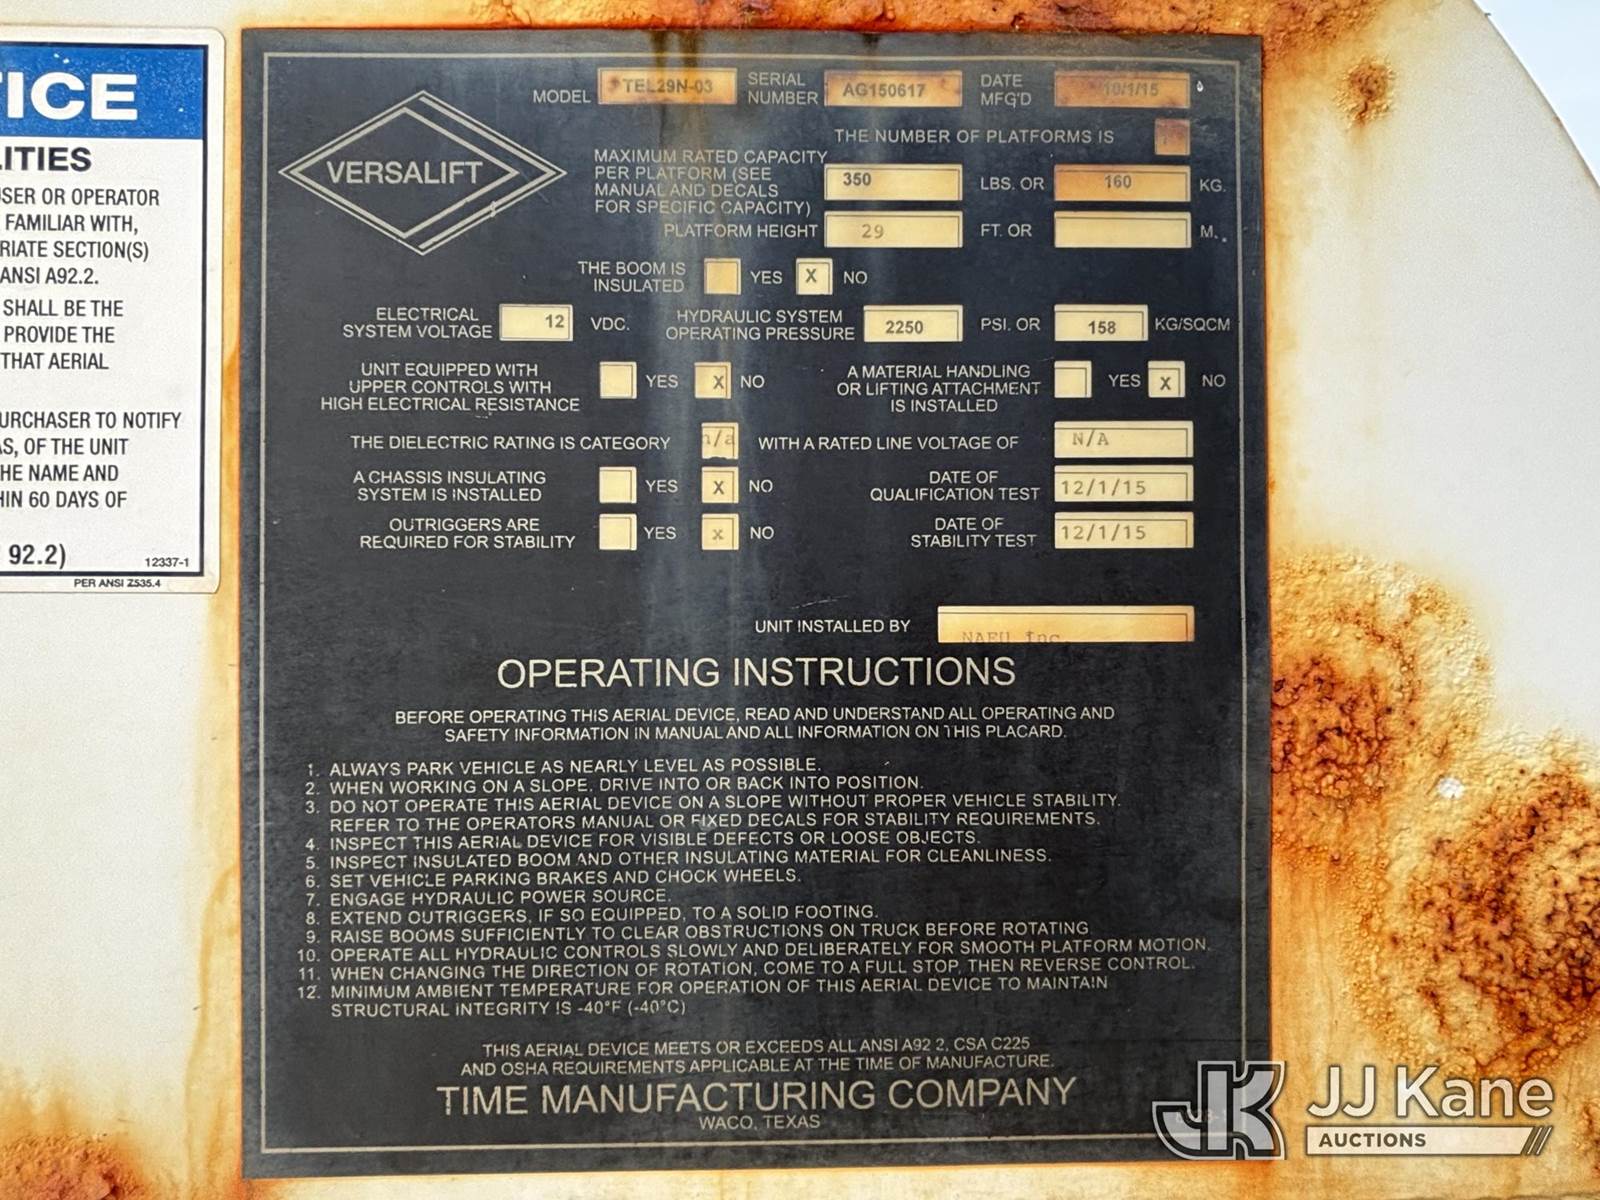 TICE
LITIES
USER OR OPERATOR
FAMILIAR WITH,
RIATE SECTION(S)
ANSI A92.2.
SHALL BE THE
PROVIDE THE
THAT AERIAL
URCHASER TO NOTIFY
AS, OF THE UNIT
HE NAME AND
HIN 60 DAYS OF
92.2)
12337-1
PER ANSI Z535.4
VERSALIFT
MODEL TEL29N-03 SERIAL NUMBER AG150617 DATE MFG'D 10/1/15
THE NUMBER OF PLATFORMS IS
MAXIMUM RATED CAPACITY
PER PLATFORM (SEE
MANUAL AND DECALS
FOR SPECIFIC CAPACITY) 350 LBS. OR 160 KG.
PLATFORM HEIGHT 29 FT. OR M.
THE BOOM IS
INSULATED YES X NO
ELECTRICAL
SYSTEM VOLTAGE 12 VDC. HYDRAULIC SYSTEM
OPERATING PRESSURE 2250 PSI. OR 158 KG/SQCM
UNIT EQUIPPED WITH
UPPER CONTROLS WITH
HIGH ELECTRICAL RESISTANCE YES X NO
A MATERIAL HANDLING
OR LIFTING ATTACHMENT
IS INSTALLED YES X NO
THE DIELECTRIC RATING IS CATEGORY n/a WITH A RATED LINE VOLTAGE OF N/A
A CHASSIS INSULATING
SYSTEM IS INSTALLED YES X NO
DATE OF
QUALIFICATION TEST 12/1/15
OUTRIGGERS ARE
REQUIRED FOR STABILITY YES x NO
DATE OF
STABILITY TEST 12/1/15
UNIT INSTALLED BY Inc.
OPERATING INSTRUCTIONS
BEFORE OPERATING THIS AERIAL DEVICE, READ AND UNDERSTAND ALL OPERATING AND
SAFETY INFORMATION IN MANUAL AND ALL INFORMATION ON THIS PLACARD.
1. ALWAYS PARK VEHICLE AS NEARLY LEVEL AS POSSIBLE.
2. WHEN WORKING ON A SLOPE, DRIVE INTO OR BACK INTO POSITION.
3. DO NOT OPERATE THIS AERIAL DEVICE ON A SLOPE WITHOUT PROPER VEHICLE STABILITY.
REFER TO THE OPERATORS MANUAL OR FIXED DECALS FOR STABILITY REQUIREMENTS.
4. INSPECT THIS AERIAL DEVICE FOR VISIBLE DEFECTS OR LOOSE OBJECTS.
5. INSPECT INSULATED BOOM AND OTHER INSULATING MATERIAL FOR CLEANLINESS.
6. SET VEHICLE PARKING BRAKES AND CHOCK WHEELS.
7. ENGAGE HYDRAULIC POWER SOURCE.
8. EXTEND OUTRIGGERS, IF SO EQUIPPED, TO A SOLID FOOTING.
9. RAISE BOOMS SUFFICIENTLY TO CLEAR OBSTRUCTIONS ON TRUCK BEFORE ROTATING.
10. OPERATE ALL HYDRAULIC CONTROLS SLOWLY AND DELIBERATELY FOR SMOOTH PLATFORM MOTION.
11. WHEN CHANGING THE DIRECTION OF ROTATION, COME TO A FULL STOP, THEN REVERSE CONTROL.
12. MINIMUM AMBIENT TEMPERATURE FOR OPERATION OF THIS AERIAL DEVICE TO MAINTAIN
STRUCTURAL INTEGRITY IS -40°F (-40°C)
THIS AERIAL DEVICE MEETS OR EXCEEDS ALL ANSI A92 2, CSA C225
AND OSHA REQUIREMENTS APPLICABLE AT THE TIME OF MANUFACTURE.
TIME MANUFACTURING COMPANY
WACO, TEXAS
JK JJ Kane
AUCTIONS